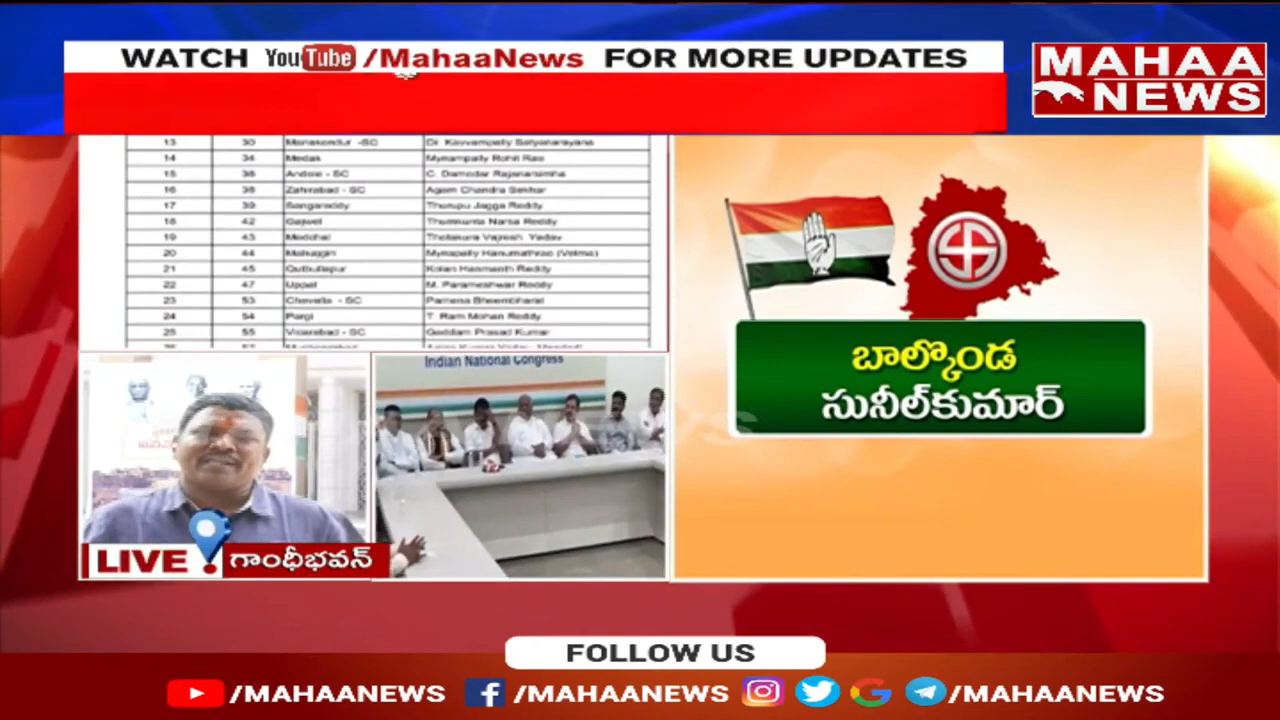 WATCH YouTube /MahaaNews FOR MORE UPDATES
MAHAA
NEWS
13 30 Manakondur -SC Dr. Kavvampally Satyanarayana
14 34 Medak Mynampally Rohit Rao
15 36 Andole - SC C. Damodar Rajanarsimha
16 38 Zahirabad - SC Agam Chandra Sekhar
17 39 Sangareddy Thurupu Jagga Reddy
18 42 Gajwel Thumkunta Narsa Reddy
19 43 Medchal Thotakura Vajresh Yadav
20 44 Malkajgiri Mynapally Hanumathrao (Velma)
21 45 Qutbullapur Kolan Hanmanth Reddy
22 47 Uppal M. Parameshwar Reddy
23 53 Chevella - SC Pamena Bheembharat
24 54 Pargi T. Ram Mohan Reddy
25 55 Vicarabad - SC Gaddam Prasad Kumar
Indian National Congress
బాల్కొండ
సునీల్‌కుమార్
LIVE గాంధీభవన్
FOLLOW US
/MAHAANEWS /MAHAANEWS /MAHAANEWS